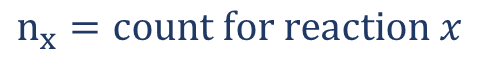 nₓ = count for reaction x